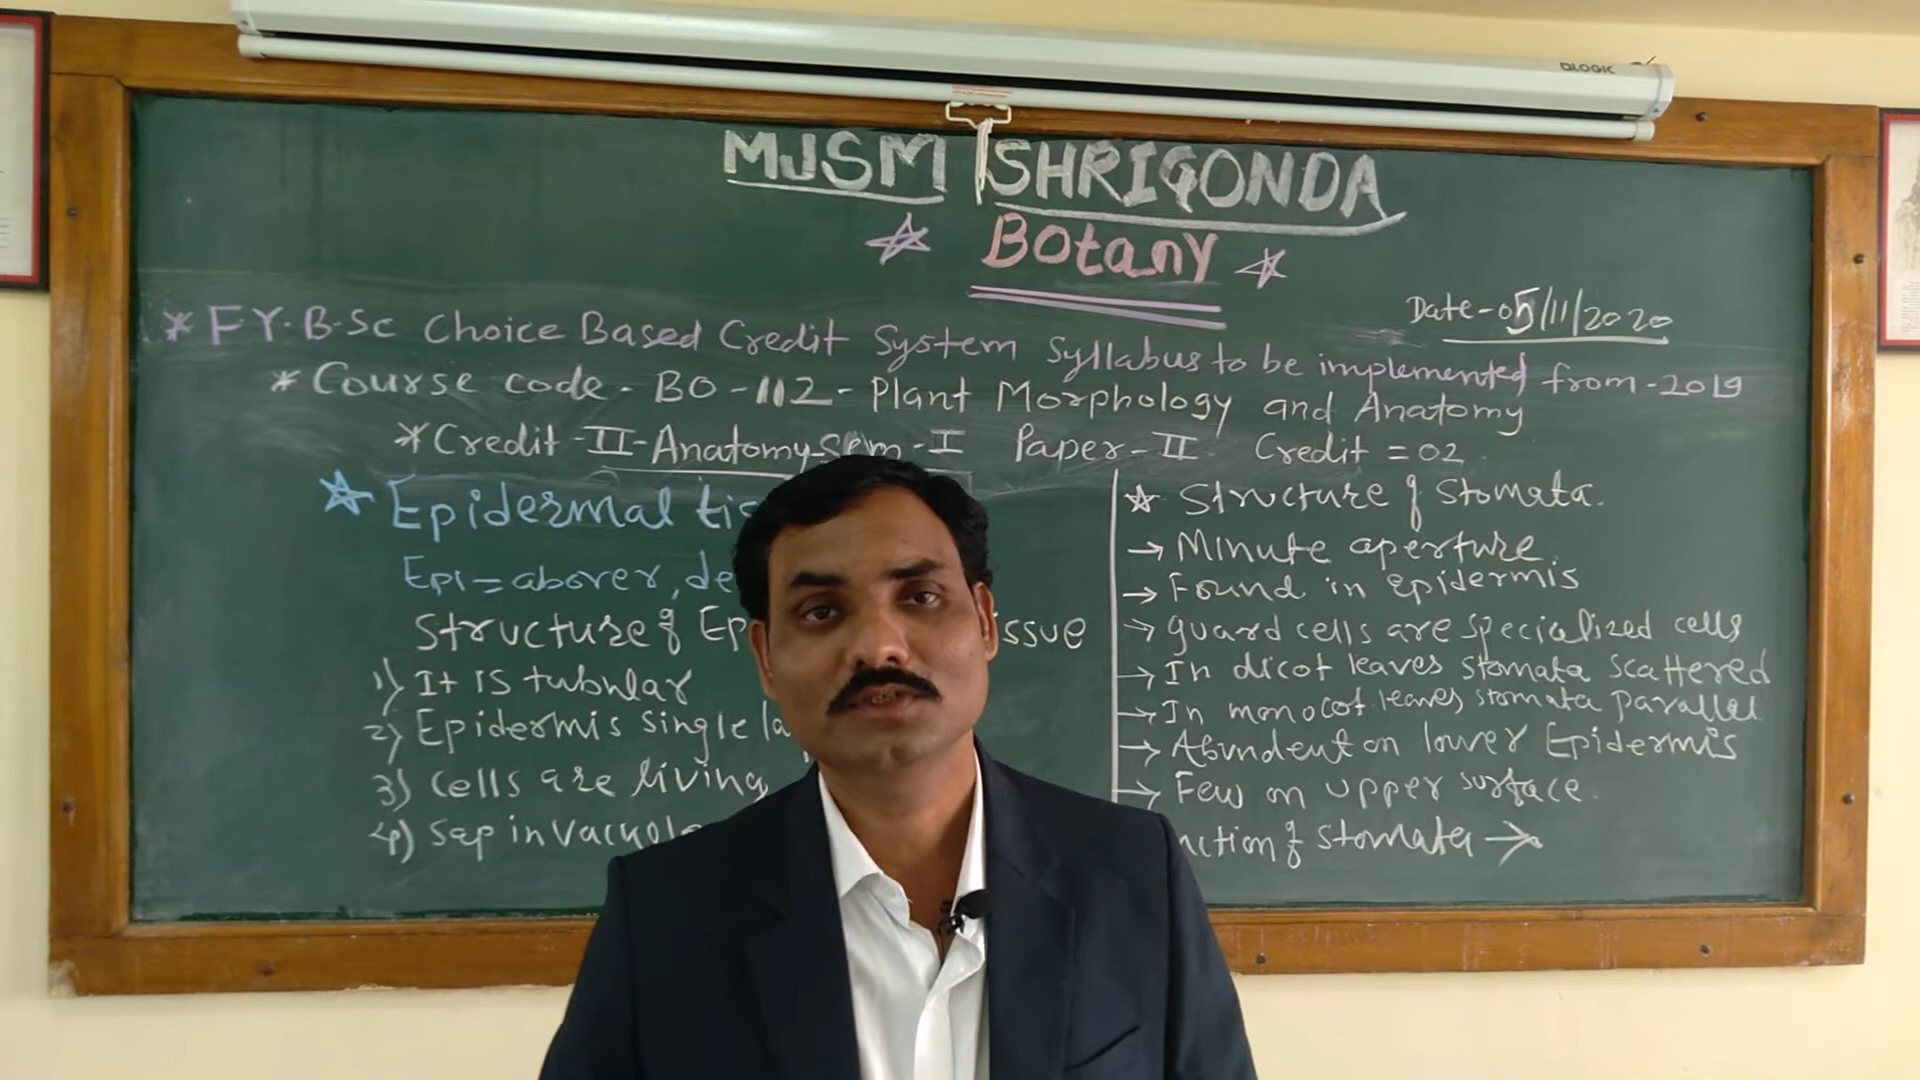 QLOGIC
MJSM SHRIGONDA
Botany
Date-05/11/2020
* F.Y.B.Sc Choice Based Credit System Syllabus to be implemented from-2019
* Course code - BO-112- Plant Morphology and Anatomy
* Credit-II-Anatomy-Sem-I Paper-II Credit = 02
Epidermal tis
Epi=abover, de
Structure of Ep issue
1) It is tubular
2) Epidermis single la
3) cells are living
4) Sap in vacuole
Structure of Stomata.
→ Minute aperture
→ Found in epidermis
→ guard cells are specialized cells
→ In dicot leaves stomata scattered
→ In monocot leaves stomata parallel
→ Abundent on lower Epidermis
→ Few on upper surface.
nction of stomata →